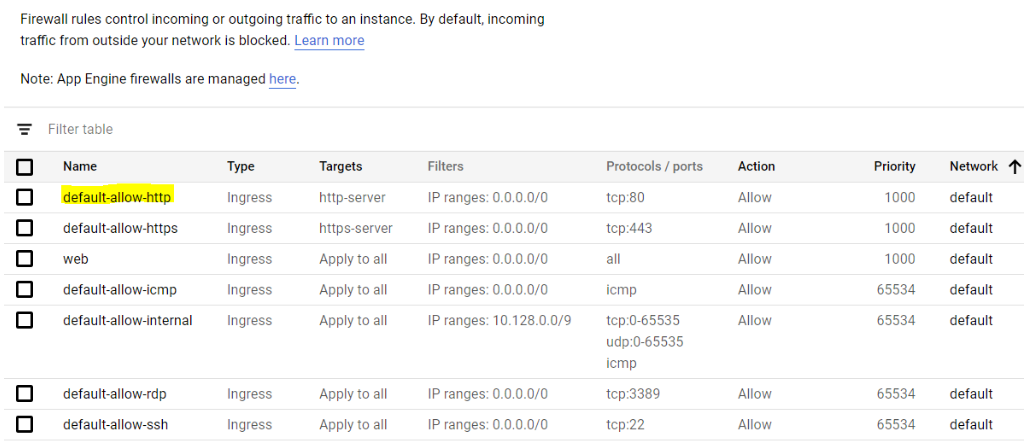 Firewall rules control incoming or outgoing traffic to an instance. By default, incoming
traffic from outside your network is blocked. Learn more
Note: App Engine firewalls are managed here.
Filter table
Name Type Targets Filters Protocols / ports Action Priority Network
default-allow-http Ingress http-server IP ranges: 0.0.0.0/0 tcp:80 Allow 1000 default
default-allow-https Ingress https-server IP ranges: 0.0.0.0/0 tcp:443 Allow 1000 default
web Ingress Apply to all IP ranges: 0.0.0.0/0 all Allow 1000 default
default-allow-icmp Ingress Apply to all IP ranges: 0.0.0.0/0 icmp Allow 65534 default
default-allow-internal Ingress Apply to all IP ranges: 10.128.0.0/9 tcp:0-65535 Allow 65534 default
udp:0-65535
icmp
default-allow-rdp Ingress Apply to all IP ranges: 0.0.0.0/0 tcp:3389 Allow 65534 default
default-allow-ssh Ingress Apply to all IP ranges: 0.0.0.0/0 tcp:22 Allow 65534 default